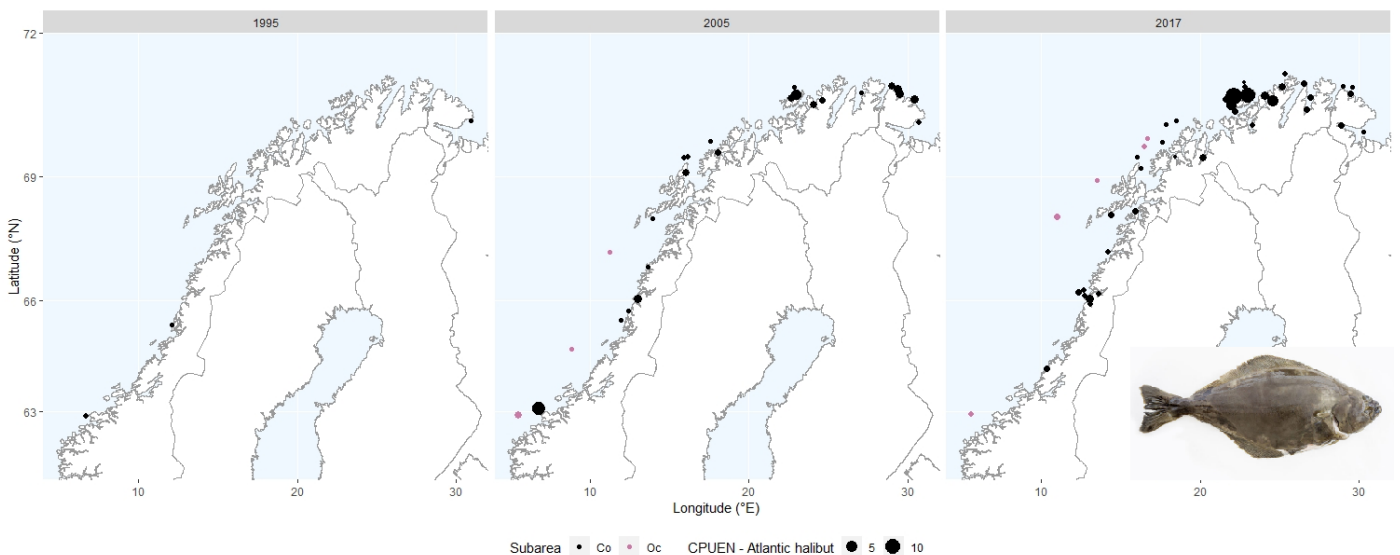 1995 2005 2017
72
69
66
63
Latitude (°N)
10 20 30 10 20 30 10 20 30
Longitude (°E)
Subarea Co Oc CPUEN - Atlantic halibut 5 10